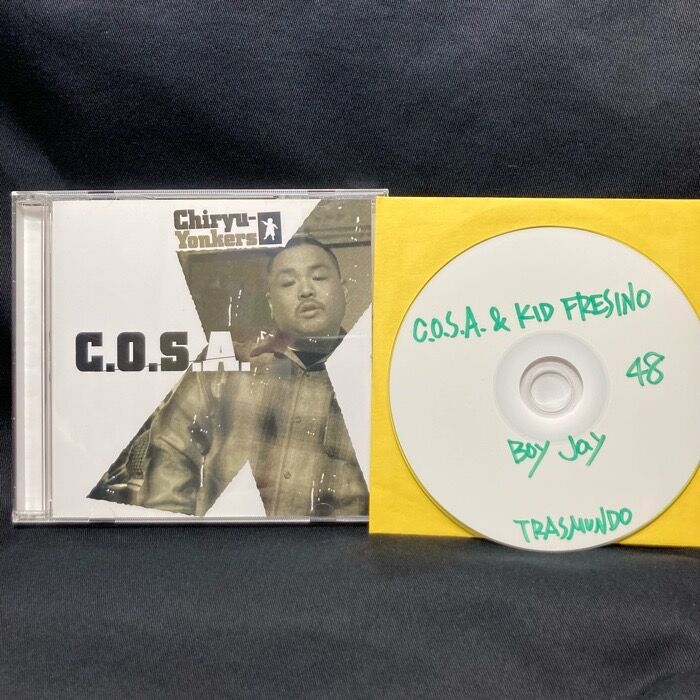 Chiryu-
Yonkers
C.O.S.A.
C.O.S.A. & KID FRESINO
48
BOY JAY
TRASMUNDO